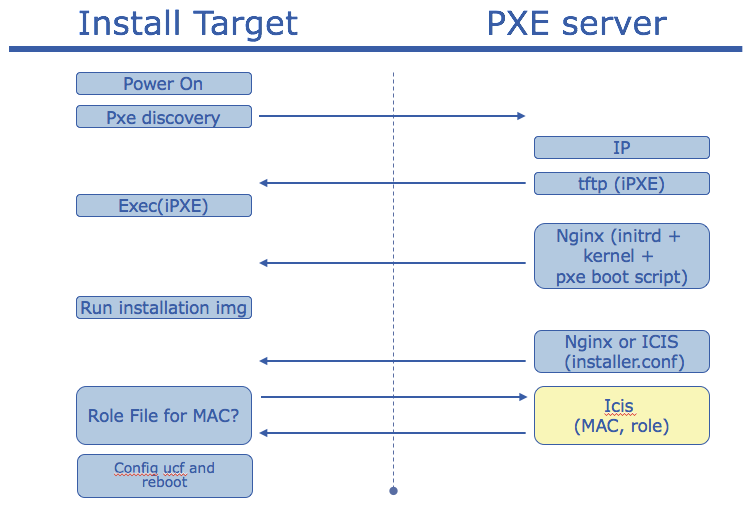 Install Target
PXE server
Power On
Pxe discovery
IP
tftp (iPXE)
Exec(iPXE)
Nginx (initrd +
kernel +
pxe boot script)
Run installation img
Nginx or ICIS
(installer.conf)
Role File for MAC?
Icis
(MAC, role)
Config ucf and
reboot